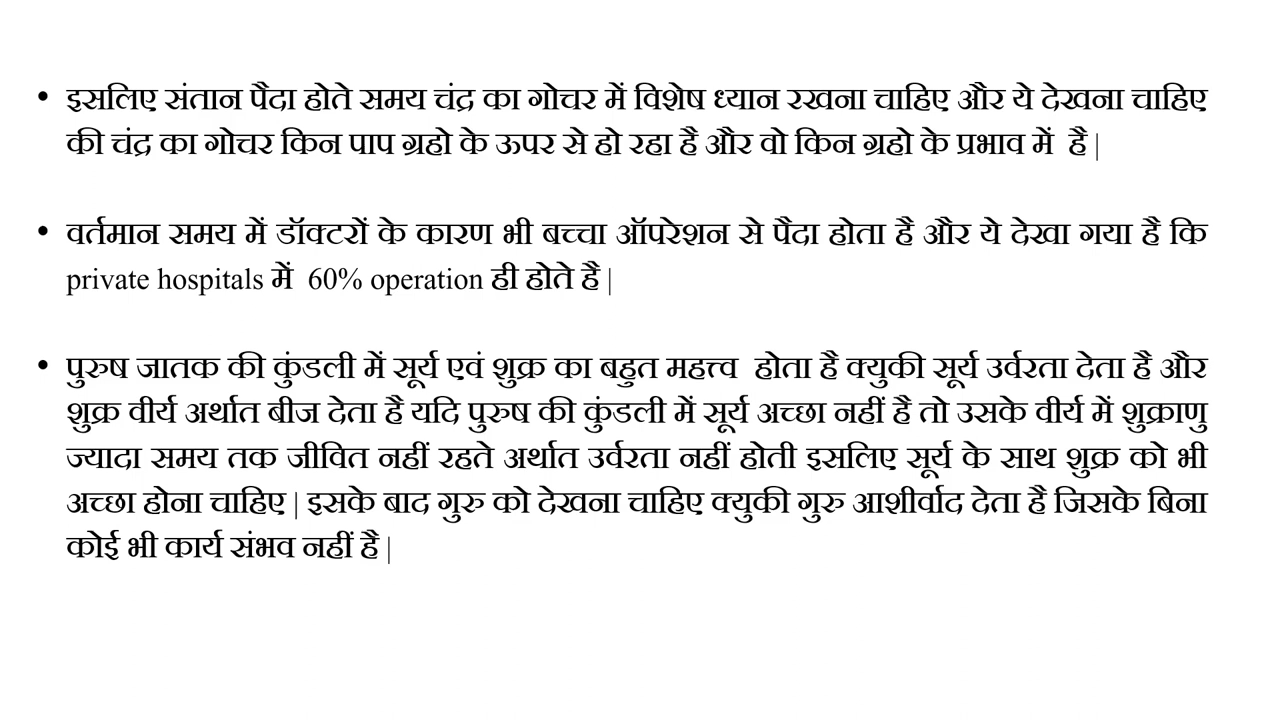 • इसलिए संतान पैदा होते समय चंद्र का गोचर में विशेष ध्यान रखना चाहिए और ये देखना चाहिए
की चंद्र का गोचर किन पाप ग्रहो के ऊपर से हो रहा है और वो किन ग्रहो के प्रभाव में है |
• वर्तमान समय में डॉक्टरों के कारण भी बच्चा ऑपरेशन से पैदा होता है और ये देखा गया है कि
private hospitals में 60% operation ही होते हैं |
• पुरुष जातक की कुंडली में सूर्य एवं शुक्र का बहुत महत्त्व होता है क्युकी सूर्य उर्वरता देता है और
शुक्र वीर्य अर्थात बीज देता है यदि पुरुष की कुंडली में सूर्य अच्छा नहीं है तो उसके वीर्य में शुक्राणु
ज्यादा समय तक जीवित नहीं रहते अर्थात उर्वरता नहीं होती इसलिए सूर्य के साथ शुक्र को भी
अच्छा होना चाहिए | इसके बाद गुरु को देखना चाहिए क्युकी गुरु आशीर्वाद देता है जिसके बिना
कोई भी कार्य संभव नहीं है |